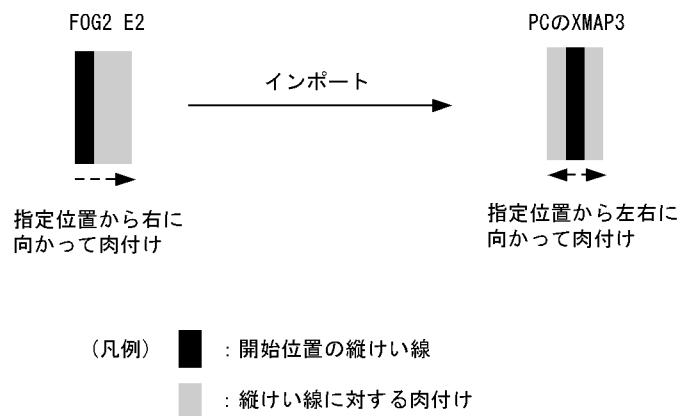 FOG2 E2
PCのXMAP3
インポート
指定位置から右に
向かって肉付け
指定位置から左右に
向かって肉付け
(凡例)
:開始位置の縦けい線
:縦けい線に対する肉付け